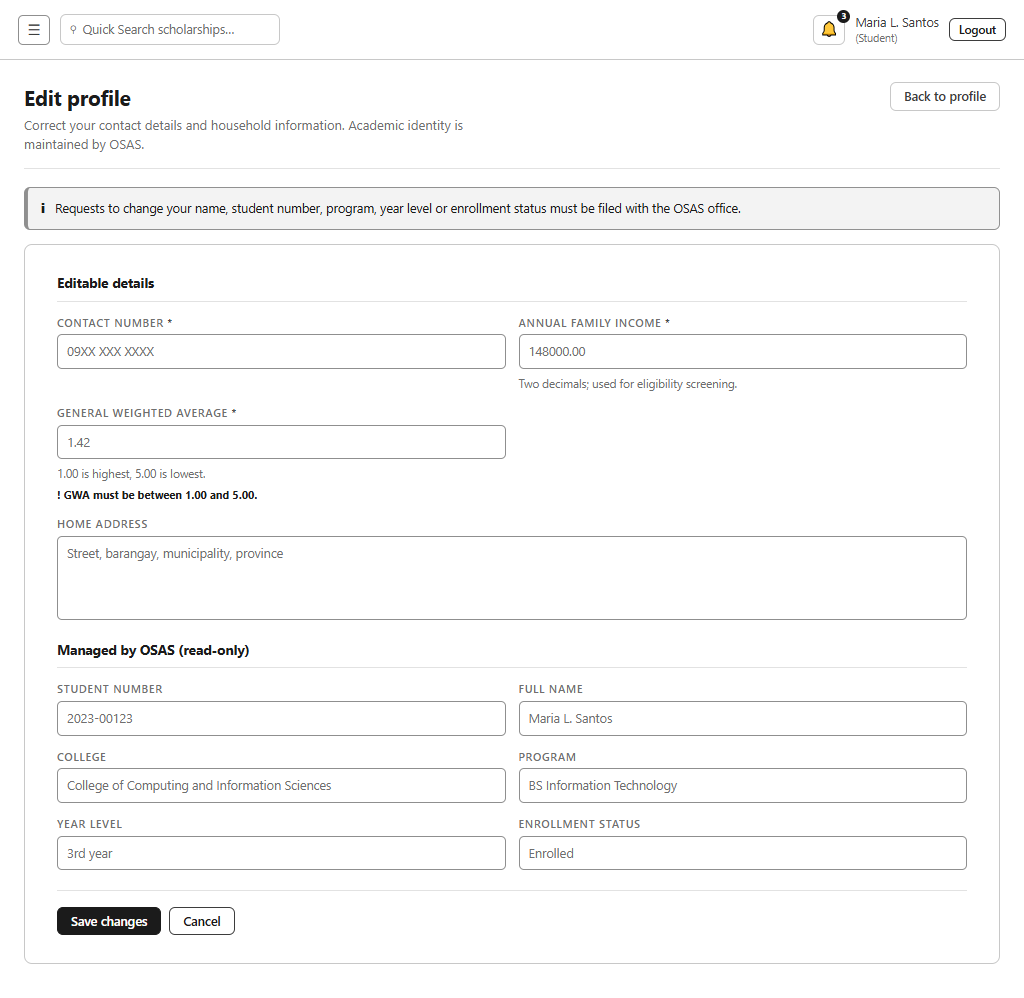 ☰
Quick Search scholarships...
3
Maria L. Santos
(Student)
Logout
Edit profile
Back to profile
Correct your contact details and household information. Academic identity is
maintained by OSAS.
i Requests to change your name, student number, program, year level or enrollment status must be filed with the OSAS office.
Editable details
CONTACT NUMBER *
09XX XXX XXXX
ANNUAL FAMILY INCOME *
148000.00
Two decimals; used for eligibility screening.
GENERAL WEIGHTED AVERAGE *
1.42
1.00 is highest, 5.00 is lowest.
! GWA must be between 1.00 and 5.00.
HOME ADDRESS
Street, barangay, municipality, province
Managed by OSAS (read-only)
STUDENT NUMBER
2023-00123
FULL NAME
Maria L. Santos
COLLEGE
College of Computing and Information Sciences
PROGRAM
BS Information Technology
YEAR LEVEL
3rd year
ENROLLMENT STATUS
Enrolled
Save changes
Cancel